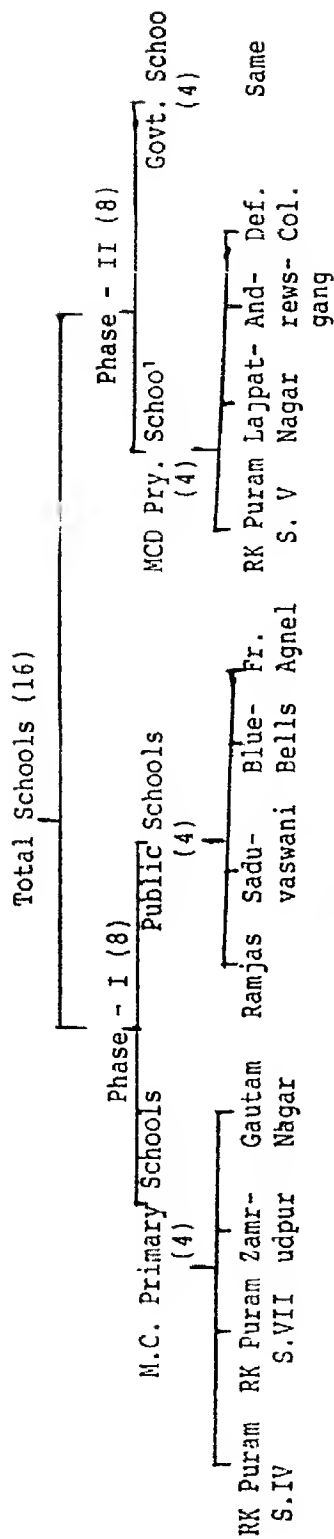 Total Schools (16)
Phase - I (8) Phase - II (8)
M.C. Primary Schools Public Schools MCD Pry. Schoo' Govt. Schoo'
(4) (4) (4) (4)
RK Puram RK Puram Zamr- Gautam Ramjas Sadu- Blue- Fr. RK Puram Lajpat- And- Def. Same
S.IV S.VII udpur Nagar vaswani Bells Agnel S. V Nagar rews- Col.
gang